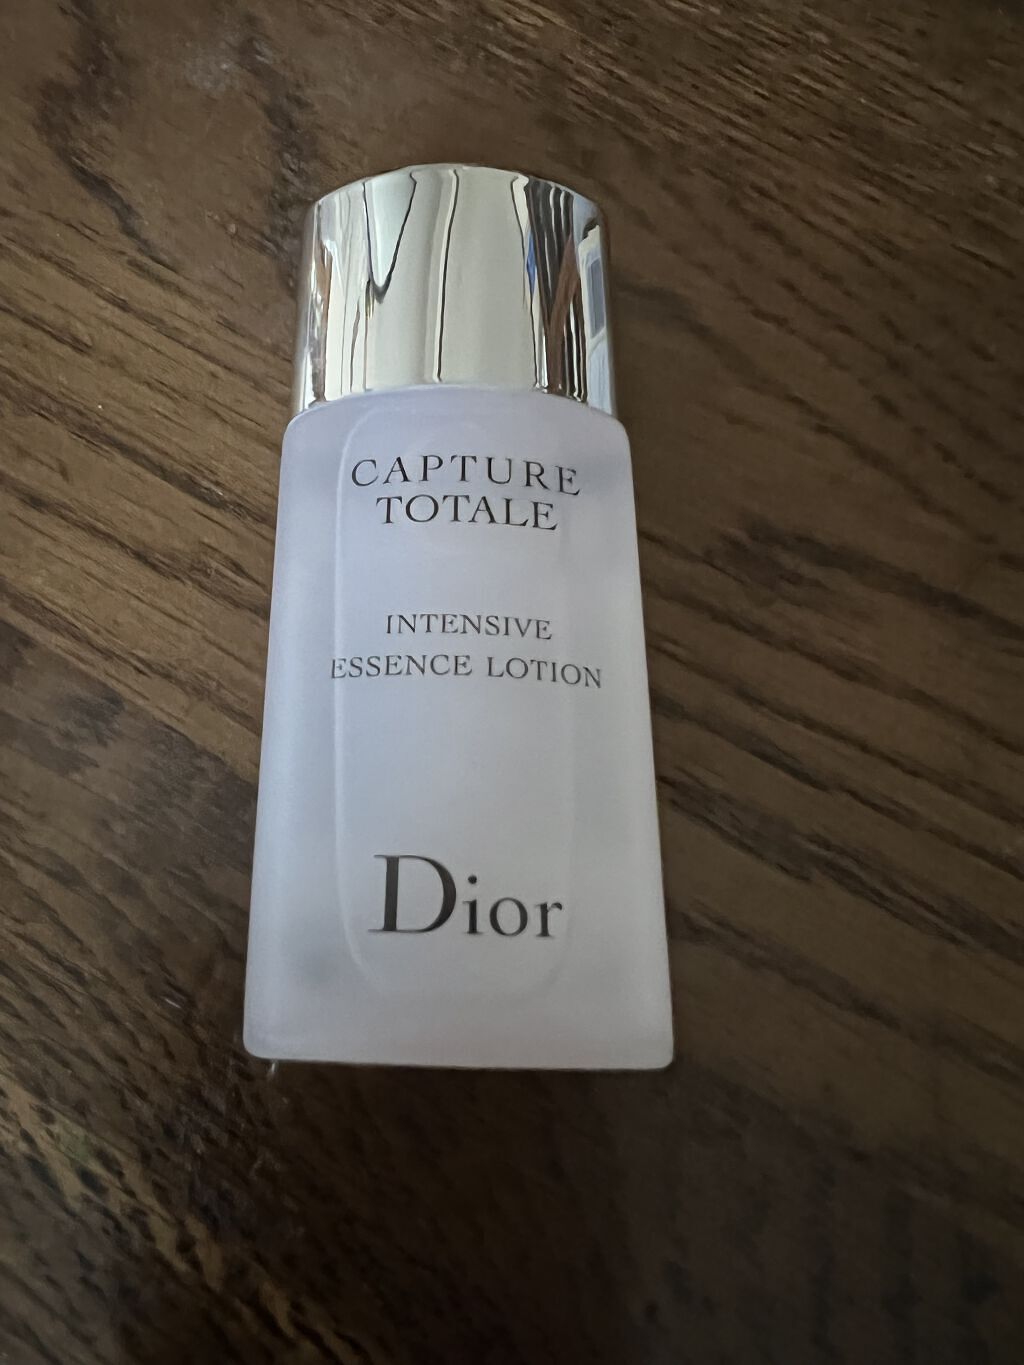 CAPTURE
TOTALE
INTENSIVE
ESSENCE LOTION
Dior